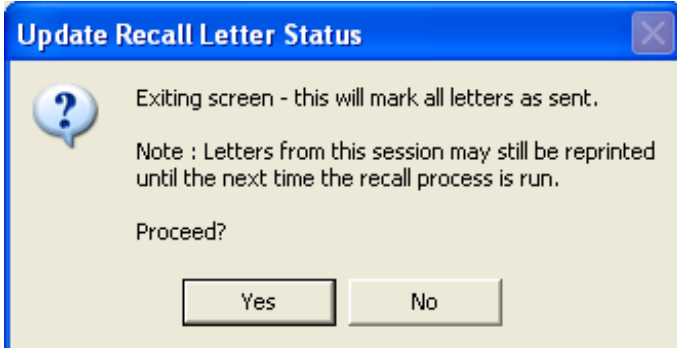 Update Recall Letter Status
Exiting screen - this will mark all letters as sent.
Note : Letters from this session may still be reprinted
until the next time the recall process is run.
Proceed?
Yes
No